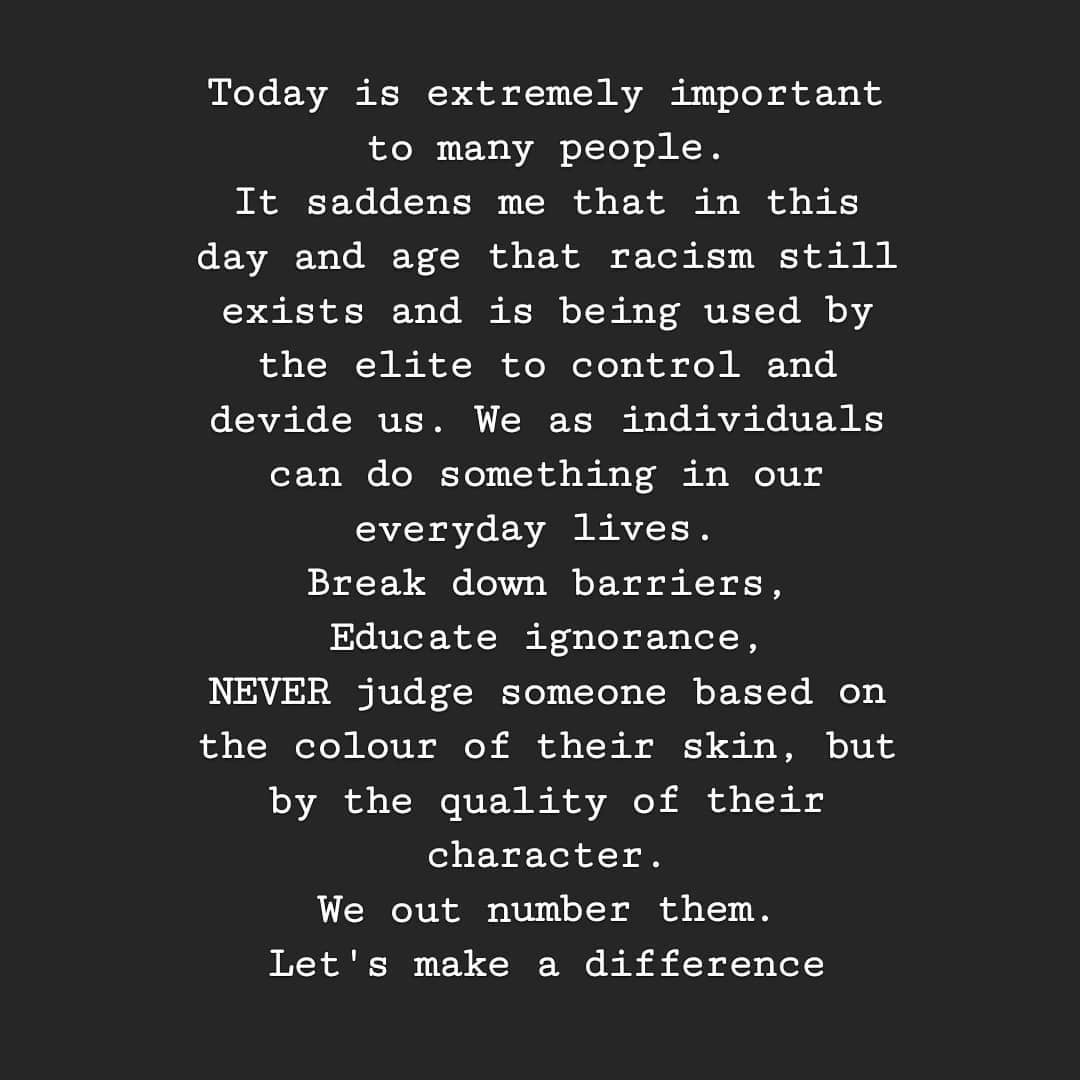 Today is extremely important
to many people.
It saddens me that in this
day and age that racism still
exists and is being used by
the elite to control and
devide us. We as individuals
can do something in our
everyday lives.
Break down barriers,
Educate ignorance,
NEVER judge someone based on
the colour of their skin, but
by the quality of their
character.
We out number them.
Let's make a difference